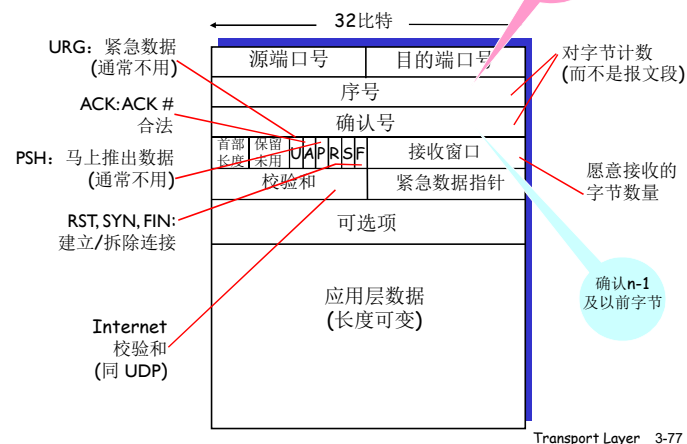 32比特
URG: 紧急数据
(通常不用)
源端口号
目的端口号
对字节计数
(而不是报文段)
序号
ACK:ACK #
合法
确认号
首部
长度
保留
未用
U A P R S F
接收窗口
PSH: 马上推出数据
(通常不用)
愿意接收的
字节数量
校验和
紧急数据指针
RST, SYN, FIN:
建立/拆除连接
可选项
确认n-1
及以前字节
应用层数据
(长度可变)
Internet
校验和
(同 UDP)
Transport Layer 3-77